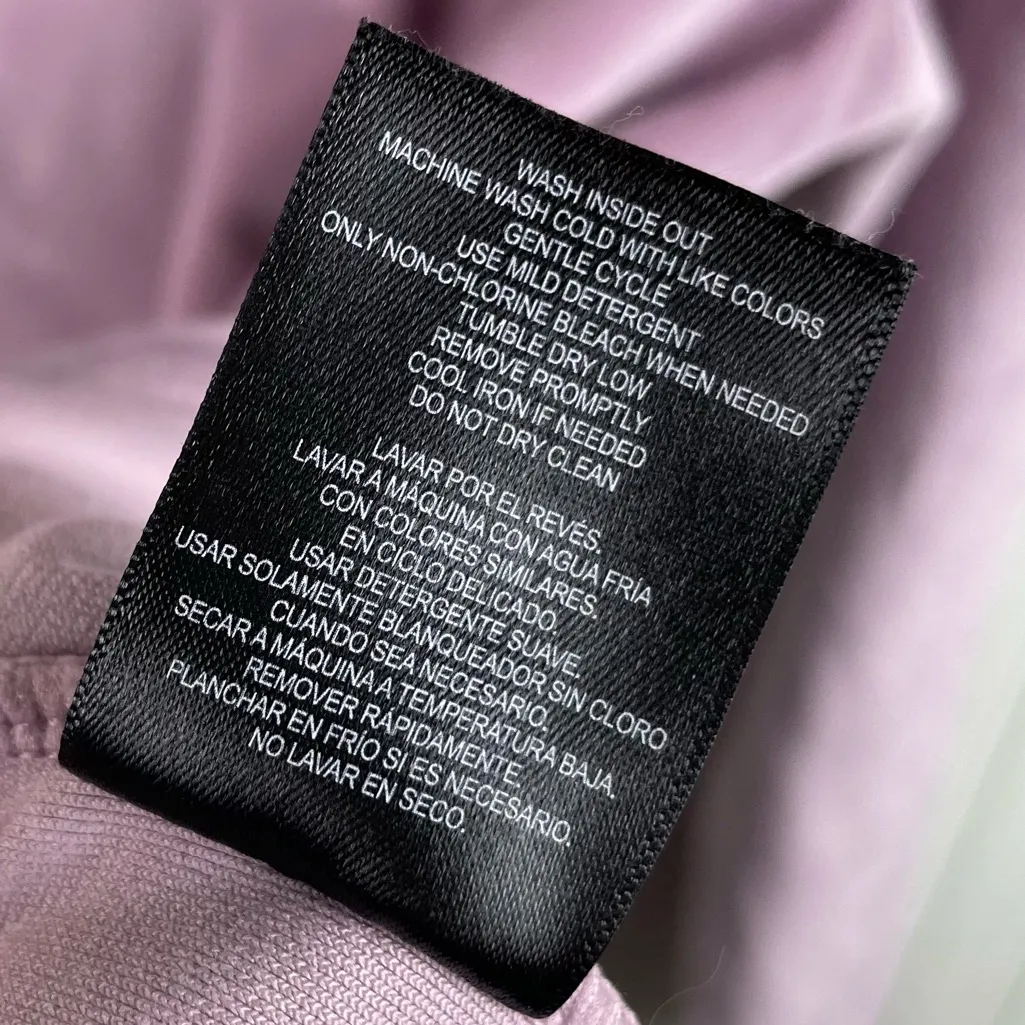 WASH INSIDE OUT
MACHINE WASH COLD WITH LIKE COLORS
GENTLE CYCLE
USE MILD DETERGENT
ONLY NON-CHLORINE BLEACH WHEN NEEDED
TUMBLE DRY LOW
REMOVE PROMPTLY
COOL IRON IF NEEDED
DO NOT DRY CLEAN
LAVAR POR EL REVÉS.
LAVAR A MÁQUINA CON AGUA FRÍA
CON COLORES SIMILARES.
EN CICLO DELICADO.
USAR DETERGENTE SUAVE.
USAR SOLAMENTE BLANQUEADOR SIN CLORO
CUANDO SEA NECESARIO.
SECAR A MÁQUINA A TEMPERATURA BAJA.
REMOVER RÁPIDAMENTE.
PLANCHAR EN FRÍO SI ES NECESARIO.
NO LAVAR EN SECO.